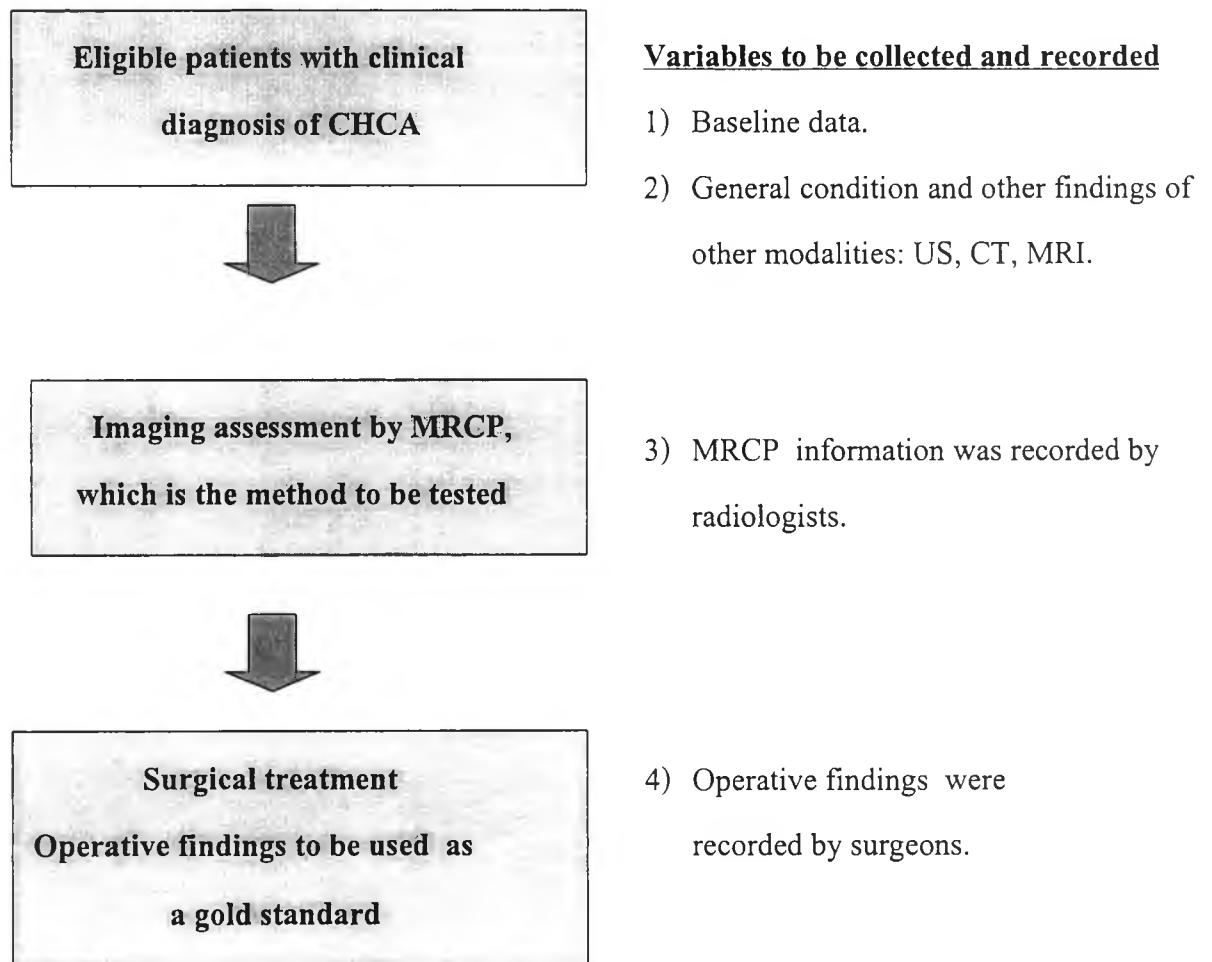 Eligible patients with clinical
diagnosis of CHCA
Variables to be collected and recorded
1) Baseline data.
2) General condition and other findings of
other modalities: US, CT, MRI.
Imaging assessment by MRCP,
which is the method to be tested
3) MRCP information was recorded by
radiologists.
Surgical treatment
Operative findings to be used as
a gold standard
4) Operative findings were
recorded by surgeons.